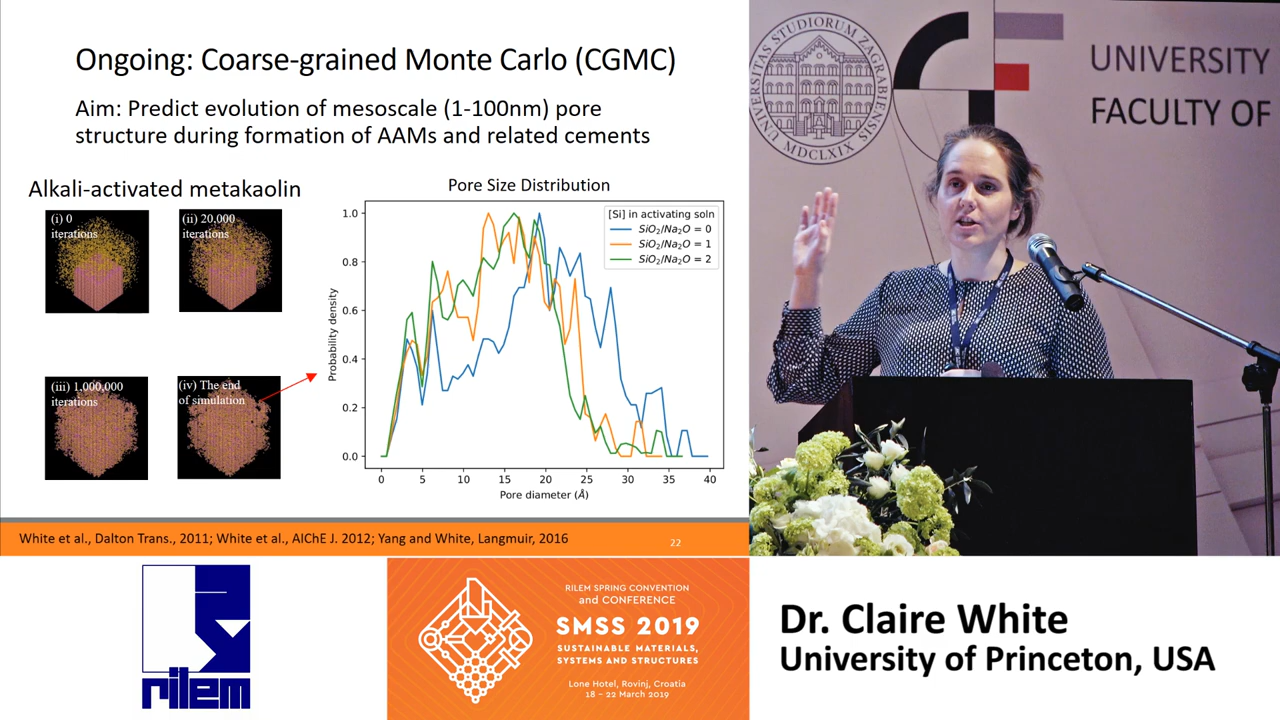 Ongoing: Coarse-grained Monte Carlo (CGMC)
Aim: Predict evolution of mesoscale (1-100nm) pore
structure during formation of AAMs and related cements
Alkali-activated metakaolin
(i) 0
iterations
(ii) 20,000
iterations
(iii) 1,000,000
iterations
(iv) The end
of simulation
Pore Size Distribution
[Si] in activating soln
SiO₂/Na₂O = 0
SiO₂/Na₂O = 1
SiO₂/Na₂O = 2
Probability density
1.0
0.8
0.6
0.4
0.2
0.0
0 5 10 15 20 25 30 35 40
Pore diameter (Å)
White et al., Dalton Trans., 2011; White et al., AIChE J. 2012; Yang and White, Langmuir, 2016
22
UNIVERSITAS STUDIORUM ZAGRABIENSIS
MDCLXIX
UNIVERSITY
FACULTY OF
rilem
RILEM SPRING CONVENTION
and CONFERENCE
SMSS 2019
SUSTAINABLE MATERIALS,
SYSTEMS AND STRUCTURES
Lone Hotel, Rovinj, Croatia
18 – 22 March 2019
Dr. Claire White
University of Princeton, USA